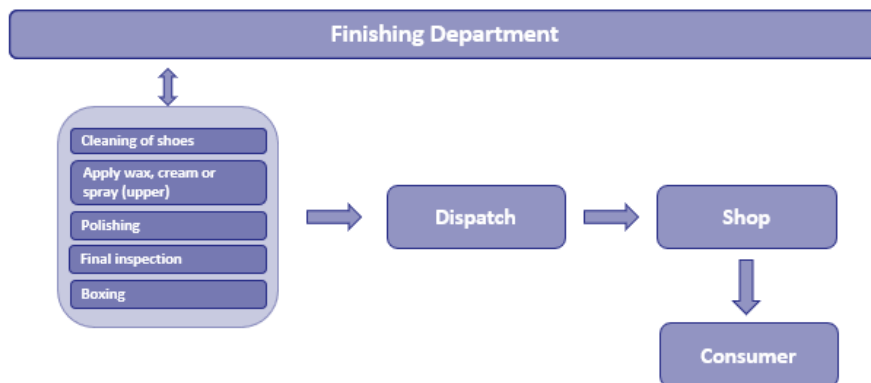 Finishing Department
Cleaning of shoes
Apply wax, cream or
spray (upper)
Polishing
Final inspection
Boxing
Dispatch
Shop
Consumer